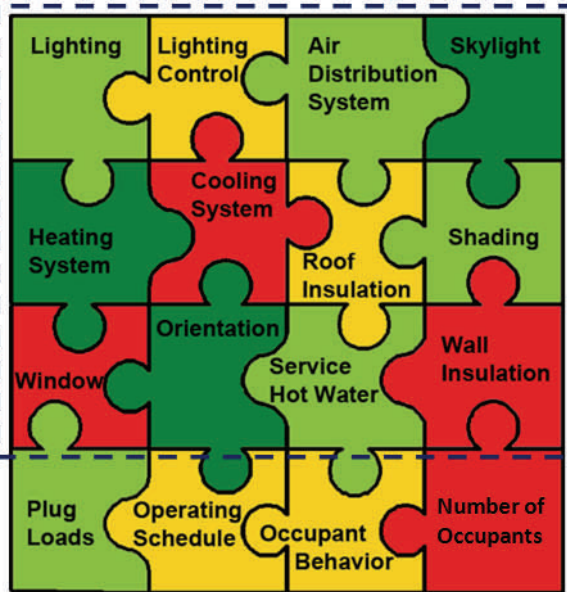 Lighting
Lighting
Control
Air
Distribution
System
Skylight
Heating
System
Cooling
System
Roof
Insulation
Shading
Window
Orientation
Service
Hot Water
Wall
Insulation
Plug
Loads
Operating
Schedule
Occupant
Behavior
Number of
Occupants